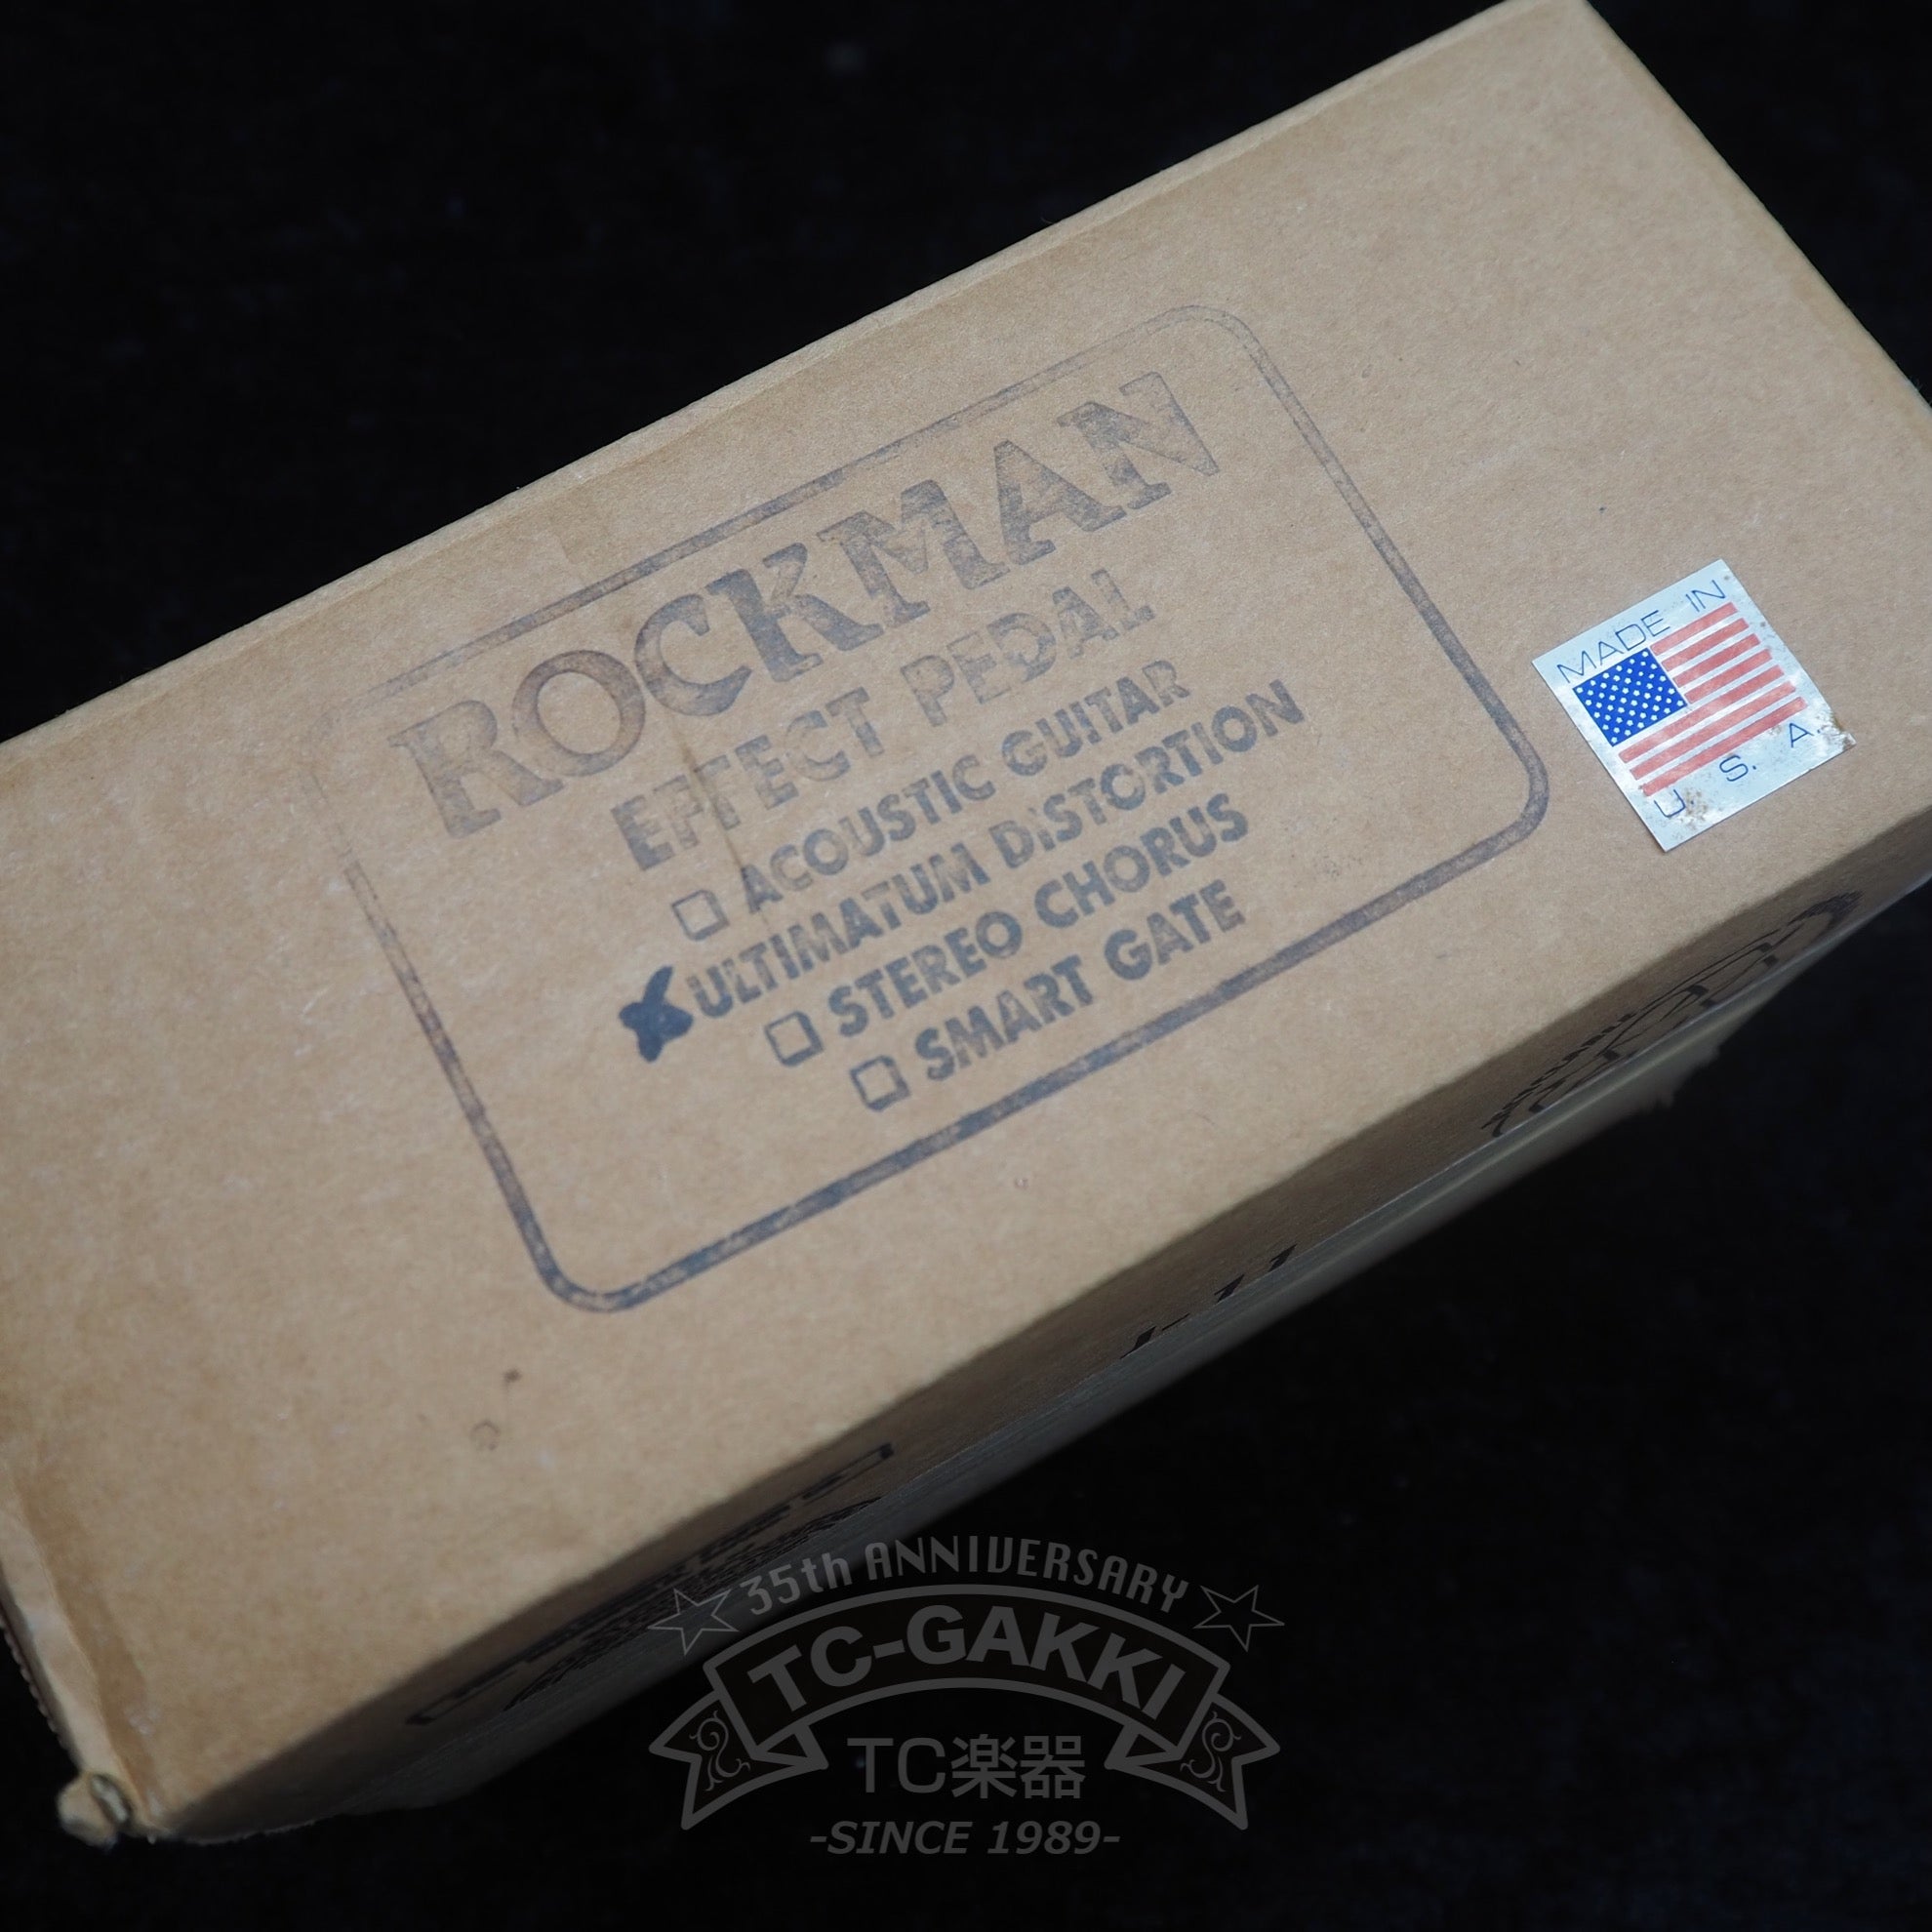 ROCKMAN
EFFECT PEDAL
ACOUSTIC GUITAR
ULTIMATUM DISTORTION
STEREO CHORUS
SMART GATE
MADE IN
U. S. A.
35th ANNIVERSARY
TC-GAKKI
TC楽器
-SINCE 1989-